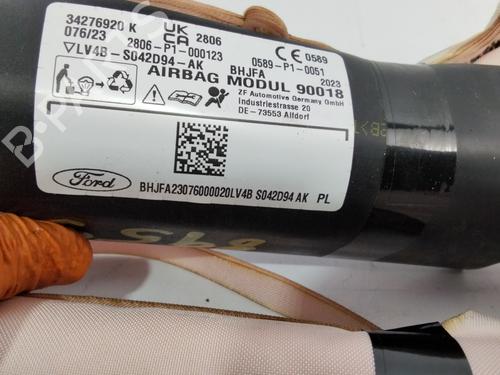 34276920 K UK CA 2806
076/23 2806-P1-000123
LV4B-S042D94-AK
CE 0589
0589-P1-0051
BHJFA 2023
AIRBAG MODUL 90018
ZF Automotive Germany GmbH
Industriestrasse 20
DE-73553 Alfdorf
Ford
BHJFA23076000020LV4B S042D94 AK PL